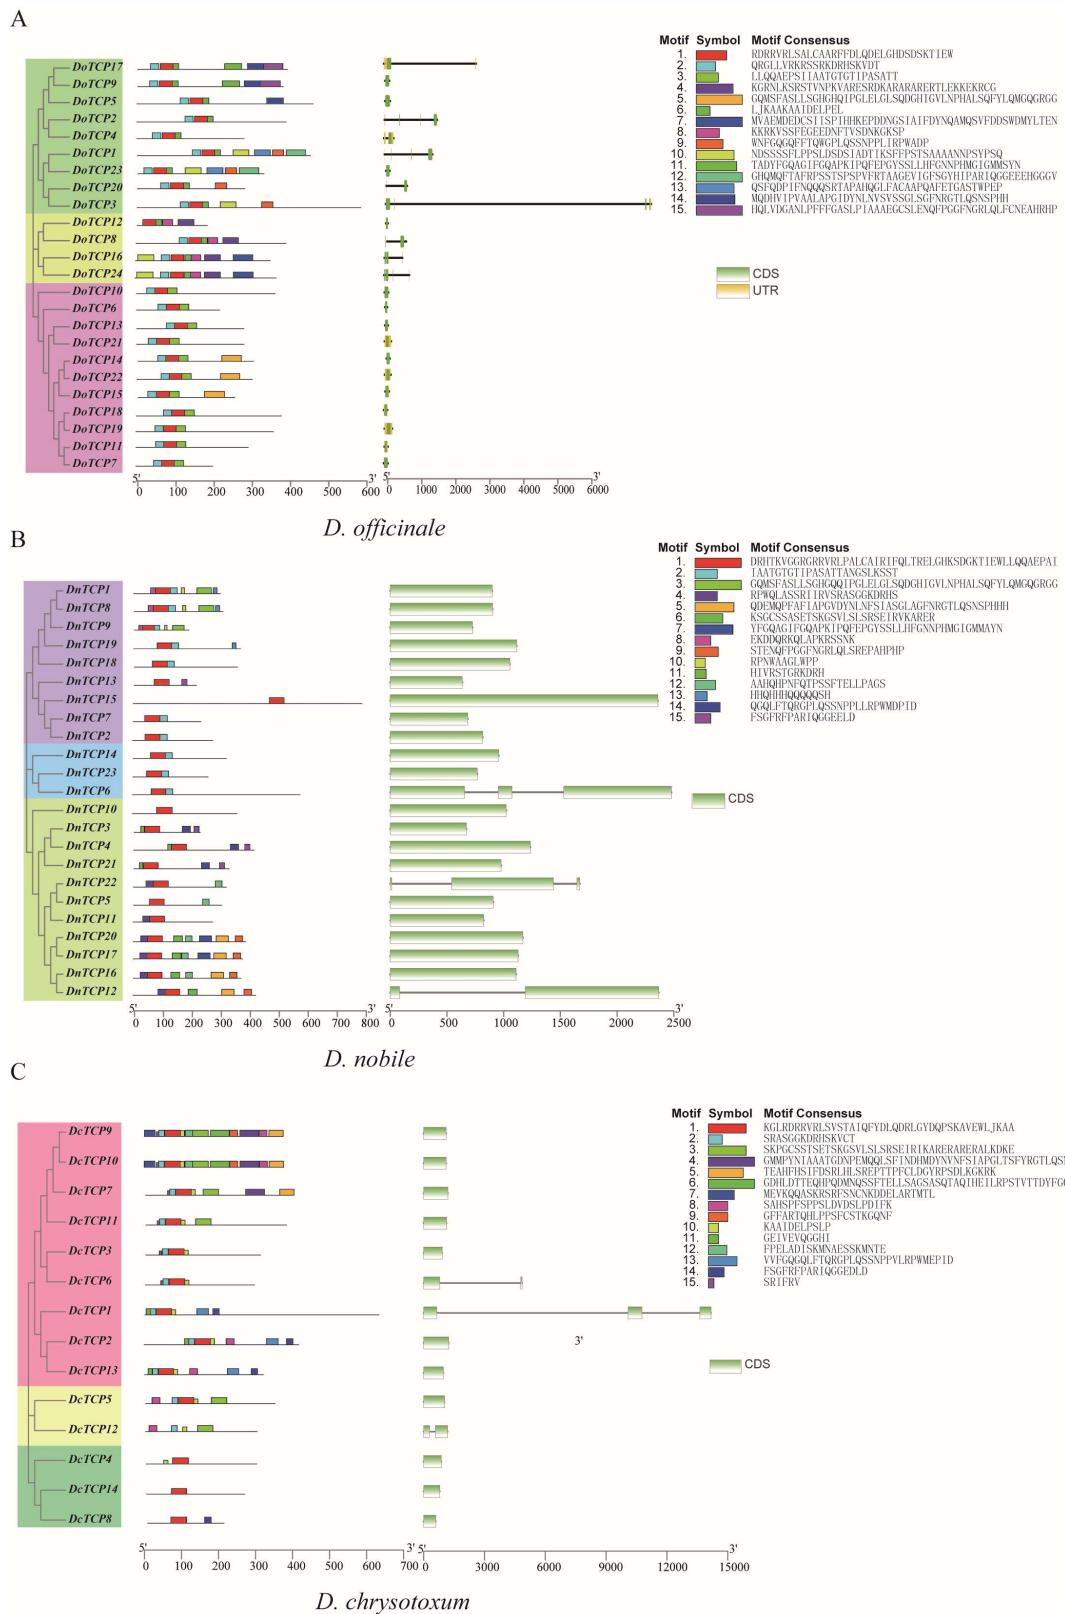 A
Motif Symbol Motif Consensus
1. RDRRVRLSALCAARFFDLQDELGHDSDSKTIEW
2. QRGLLVRKRSSRKDRHSKVDT
3. LLQQAEPSIIAATGTGTIPASATT
4. KGRNLKSRSTVNPKVARESRDKARARARERTLEKKEKRCG
5. GQMSFASLLSGHGHQIPGLELGLSQDGHIGVLNPHALSQFYLQMGQGRGG
6. LJKAAKAAIDELPEL
7. MVAEMDEDCSIISPIHHKEPDDNGSIAIFDYNQAMQSVFDDSWDMYLTEN
8. KKRKVSSFEGEEDNFTVSDNKGKSP
9. WNFGQGQFFTQWGPLQSSNPPLIRPWADP
10. NDSSSSFLPPSLDSDSIADTIKSFFPSTSAAAANNPSYPSQ
11. TADYFGQAGIFGQAPKIPQFEPGYSSLLHFGNNPHMGIGMMSYN
12. GHQMQFTAFRPSSTSPSPVFRTAAGEVIGFSGYHIPARIQGGEEEHGGGV
13. QSFQDPIFNQQQSRTAPAHQGLFACAAPQAFETGASTWPEP
14. MQDHVIPVAALAPGIDYNLNVSVSSGLSGFNRGTLQSNSPHH
15. HQLVDGANLPFFFGASLPIAAAEGCSLENQFPGGFNGRLQLFCNEAHRHP
DoTCP17
DoTCP9
DoTCP5
DoTCP2
DoTCP4
DoTCP1
DoTCP23
DoTCP20
DoTCP3
DoTCP12
DoTCP8
DoTCP16
DoTCP24
DoTCP10
DoTCP6
DoTCP13
DoTCP21
DoTCP14
DoTCP22
DoTCP15
DoTCP18
DoTCP19
DoTCP11
DoTCP7
CDS
UTR
5' 3' 5' 3'
0 100 200 300 400 500 600 0 1000 2000 3000 4000 5000 6000
D. officinale
B
Motif Symbol Motif Consensus
1. DRHTKVGGRGRRVRLPALCAIRIFQLTRELGHKSDGKTIEWLLQQAEPAI
2. IAATGTGTIPASATTANGSLKSST
3. GQMSFASLLSGHGQQIPGLELGLSQDGHIGVLNPHALSQFYLQMGQGRGG
4. RPWQLASSRIIRVSRASGGKDRHS
5. QDEMQPFAFIAPGVDYNLNFSIASGLAGFNRGTLQSNSPHHH
6. KSGCSSASETSKGSVLSLSRSEIRVKARER
7. YFGQAGIFGQAPKIPQFEPGYSSLLHFGNNPHMGIGMMAYN
8. EKDDQRKQLAPKRSSNK
9. STENQFPGGFNGRLQLSREPAHPHP
10. RPNWAAGLWPP
11. HIVRSTGRKDRH
12. AAHQHPNFQTPSSFTELLPAGS
13. HHQHHHQQQQQSH
14. QGQLFTQRGPLQSSNPPLLRPWMDPID
15. FSGFRFPARIQGGEELD
DnTCP1
DnTCP8
DnTCP9
DnTCP19
DnTCP18
DnTCP13
DnTCP15
DnTCP7
DnTCP2
DnTCP14
DnTCP23
DnTCP6
DnTCP10
DnTCP3
DnTCP4
DnTCP21
DnTCP22
DnTCP5
DnTCP11
DnTCP20
DnTCP17
DnTCP16
DnTCP12
CDS
5' 3' 5' 3'
0 100 200 300 400 500 600 700 800 0 500 1000 1500 2000 2500
D. nobile
C
Motif Symbol Motif Consensus
1. KGLRDRRVRLSVSTAIQFYDLQDRLGYDQPSKAVEWLJKAA
2. SRASGGKDRHSKVCT
3. SKPGCSSTSETSKGSVLSLSRSEIRIKARERARERALKDKE
4. GMMPYNIAAATGDNPEMQQLSFINDHMDYNVNFSIAPGLTSFYRGTLQSN
5. TEAHFHSIFDSRLHLSREPTTPFCLDGYRPSDLKGKRK
6. GDHLDTTEQHPQDMNQSSFTELLSAGSASQTAQIHEILRPSTVTTDYFG
7. MEVKQQASKRSRFSNCNKDDELARTMTL
8. SAHSPFSPPSLDVDSLPDIFK
9. GFFARTQHLPPSFCSTKGQNF
10. KAAIDELPSLP
11. GEIVEVQGGHI
12. FPELADISKMNAESSKMNTE
13. VVFGQGQLFTQRGPLQSSNPPVLRPWMEPID
14. FSGFRFPARIQGGEDLD
15. SRIFRV
DcTCP9
DcTCP10
DcTCP7
DcTCP11
DcTCP3
DcTCP6
DcTCP1
DcTCP2
3'
DcTCP13
DcTCP5
DcTCP12
DcTCP4
DcTCP14
DcTCP8
CDS
5' 3' 5' 3'
0 100 200 300 400 500 600 700 0 3000 6000 9000 12000 15000
D. chrysotoxum